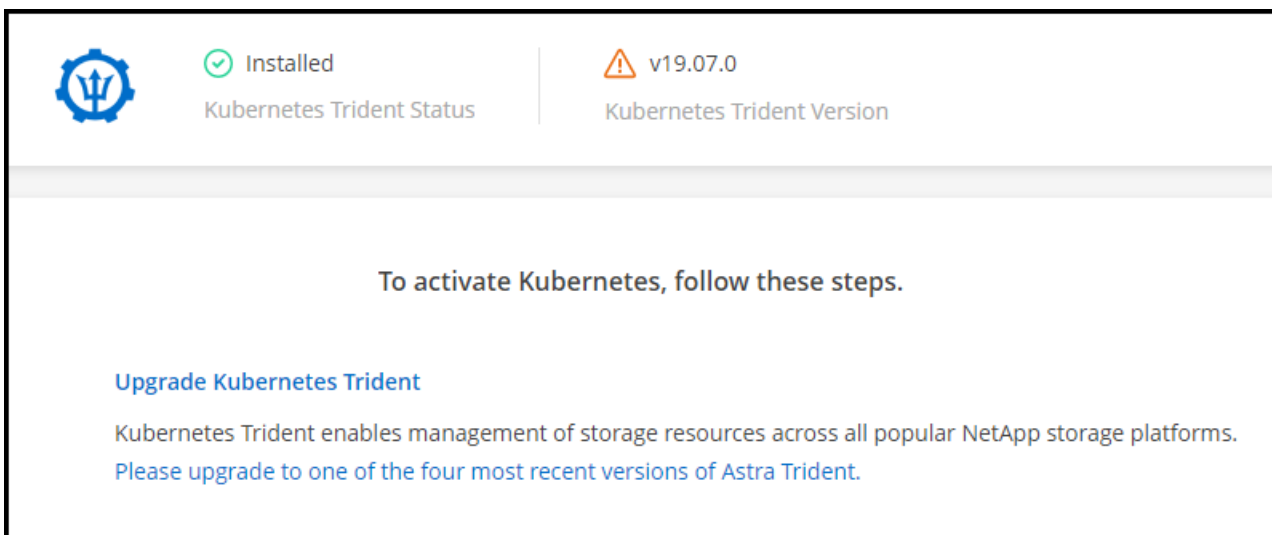 Installed
Kubernetes Trident Status
v19.07.0
Kubernetes Trident Version
To activate Kubernetes, follow these steps.
Upgrade Kubernetes Trident
Kubernetes Trident enables management of storage resources across all popular NetApp storage platforms.
Please upgrade to one of the four most recent versions of Astra Trident.